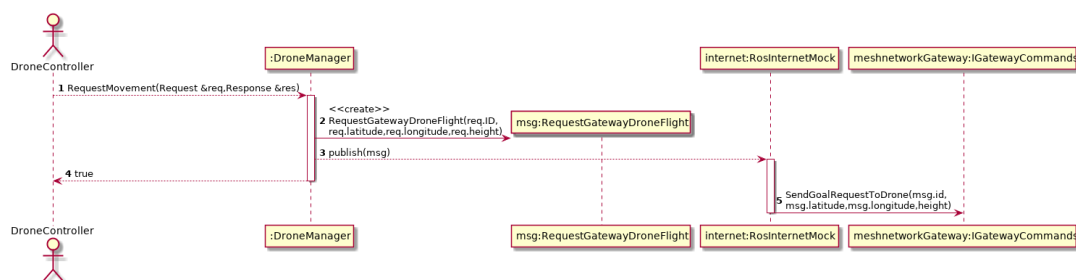 DroneController
:DroneManager
internet:RosInternetMock
meshnetworkGateway:IGatewayCommands
1 RequestMovement(Request &req,Response &res)
<<create>>
2 RequestGatewayDroneFlight(req.ID,
req.latitude,req.longitude,req.height)
msg:RequestGatewayDroneFlight
3 publish(msg)
4 true
5 SendGoalRequestToDrone(msg.id,
msg.latitude,msg.longitude,height)
DroneController
:DroneManager
msg:RequestGatewayDroneFlight
internet:RosInternetMock
meshnetworkGateway:IGatewayCommands